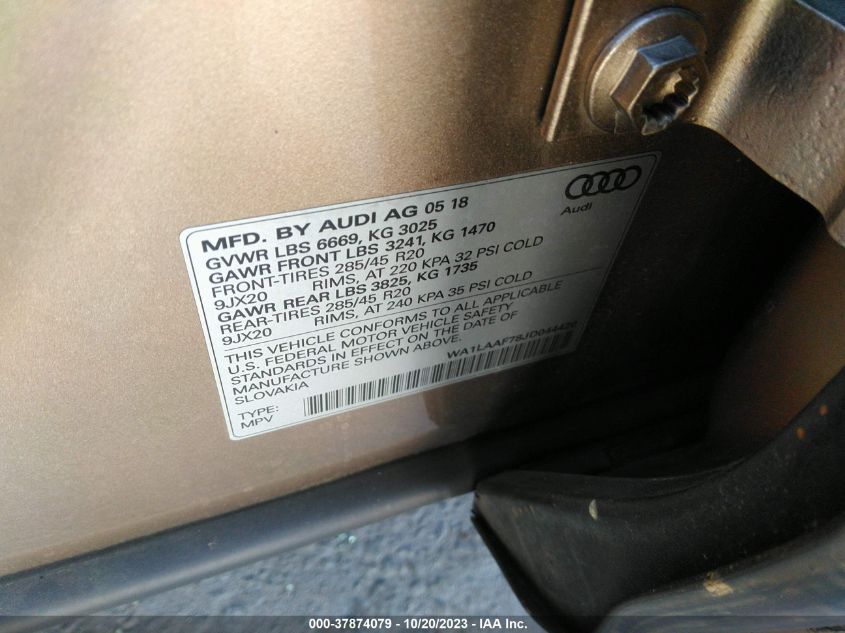 MFD. BY AUDI AG 05 18
Audi
GVWR LBS 6669, KG 3025
GAWR FRONT LBS 3241, KG 1470
FRONT-TIRES 285/45 R20
9JX20 RIMS, AT 220 KPA 32 PSI COLD
GAWR REAR LBS 3825, KG 1735
REAR-TIRES 285/45 R20
9JX20 RIMS, AT 240 KPA 35 PSI COLD
THIS VEHICLE CONFORMS TO ALL APPLICABLE
U.S. FEDERAL MOTOR VEHICLE SAFETY
STANDARDS IN EFFECT ON THE DATE OF
MANUFACTURE SHOWN ABOVE.
SLOVAKIA
WA1LAAF78JD044420
TYPE:
MPV
000-37874079 - 10/20/2023 - ©IAA, Inc.